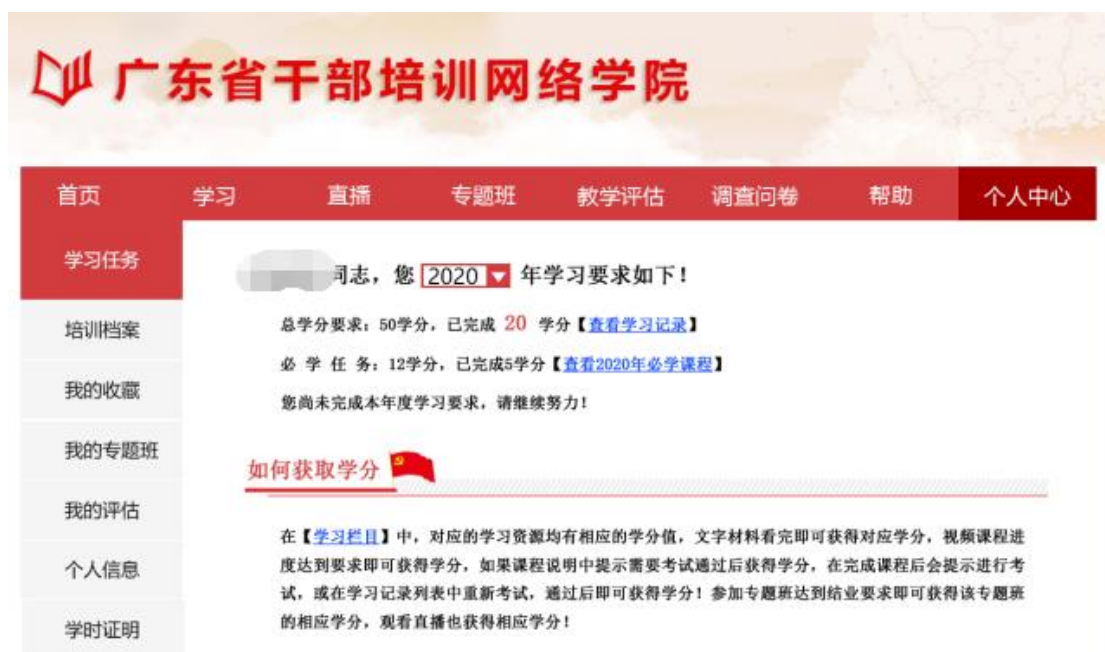 广东省干部培训网络学院
首页 学习 直播 专题班 教学评估 调查问卷 帮助 个人中心
学习任务
培训档案
我的收藏
我的专题班
我的评估
个人信息
学时证明
同志，您 2020 年学习要求如下！
总学分要求：50学分，已完成 20 学分【查看学习记录】
必 学 任 务：12学分，已完成5学分【查看2020年必学课程】
您尚未完成本年度学习要求，请继续努力！
如何获取学分
在【学习栏目】中，对应的学习资源均有相应的学分值，文字材料看完即可获得对应学分，视频课程进
度达到要求即可获得学分，如果课程说明中提示需要考试通过后获得学分，在完成课程后会提示进行考
试，或在学习记录列表中重新考试，通过后即可获得学分！参加专题班达到结业要求即可获得该专题班
的相应学分，观看直播也获得相应学分！